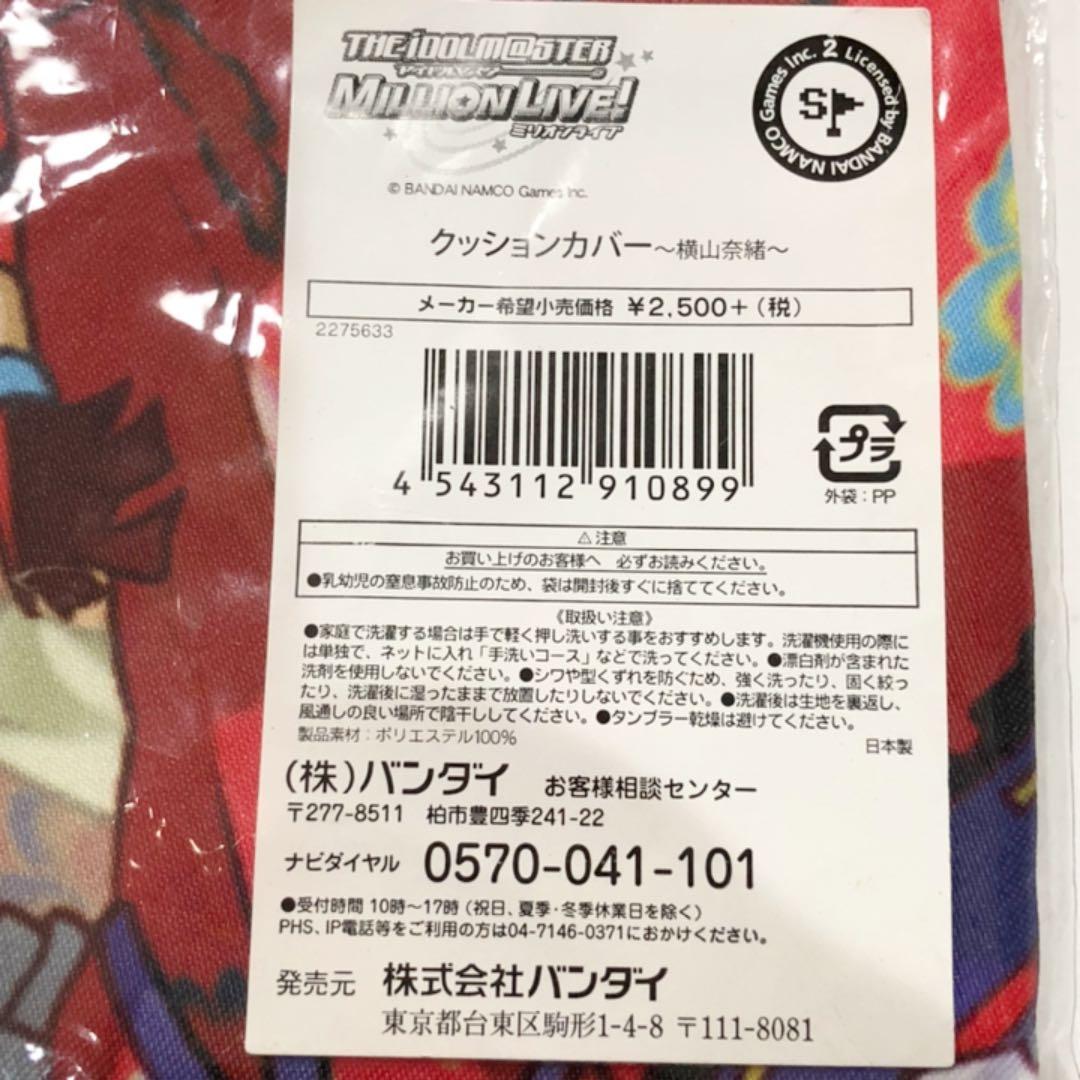 THE iDOLM@STER
アイドルマスター
MILLION LIVE!
ミリオンライブ
© BANDAI NAMCO Games Inc.
2 Licensed by BANDAI NAMCO Games Inc.
S
クッションカバー～横山奈緒～
メーカー希望小売価格 ¥2,500+(税)
2275633
4 543112 910899
プラ
外袋:PP
⚠注意
お買い上げのお客様へ 必ずお読みください。
●乳幼児の窒息事故防止のため、袋は開封後すぐに捨ててください。
《取扱い注意》
●家庭で洗濯する場合は手で軽く押し洗いする事をおすすめします。洗濯機使用の際に
は単独で、ネットに入れ「手洗いコース」などで洗ってください。●漂白剤が含まれた
洗剤を使用しないでください。●シワや型くずれを防ぐため、強く洗ったり、固く絞っ
たり、洗濯後に湿ったままで放置したりしないでください。●洗濯後は生地を裏返し、
風通しの良い場所で陰干ししてください。●タンブラー乾燥は避けてください。
製品素材:ポリエステル100%
日本製
(株)バンダイ お客様相談センター
〒277-8511 柏市豊四季241-22
ナビダイヤル 0570-041-101
●受付時間 10時～17時(祝日、夏季・冬季休業日を除く)
PHS、IP電話等をご利用の方は04-7146-0371におかけください。
発売元 株式会社バンダイ
東京都台東区駒形1-4-8 〒111-8081